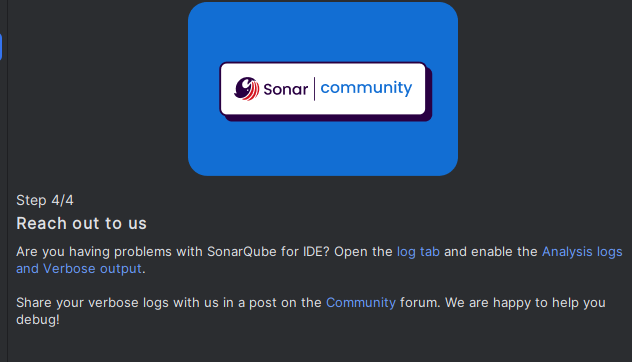 Sonar | community
Step 4/4
Reach out to us
Are you having problems with SonarQube for IDE? Open the log tab and enable the Analysis logs
and Verbose output.
Share your verbose logs with us in a post on the Community forum. We are happy to help you
debug!